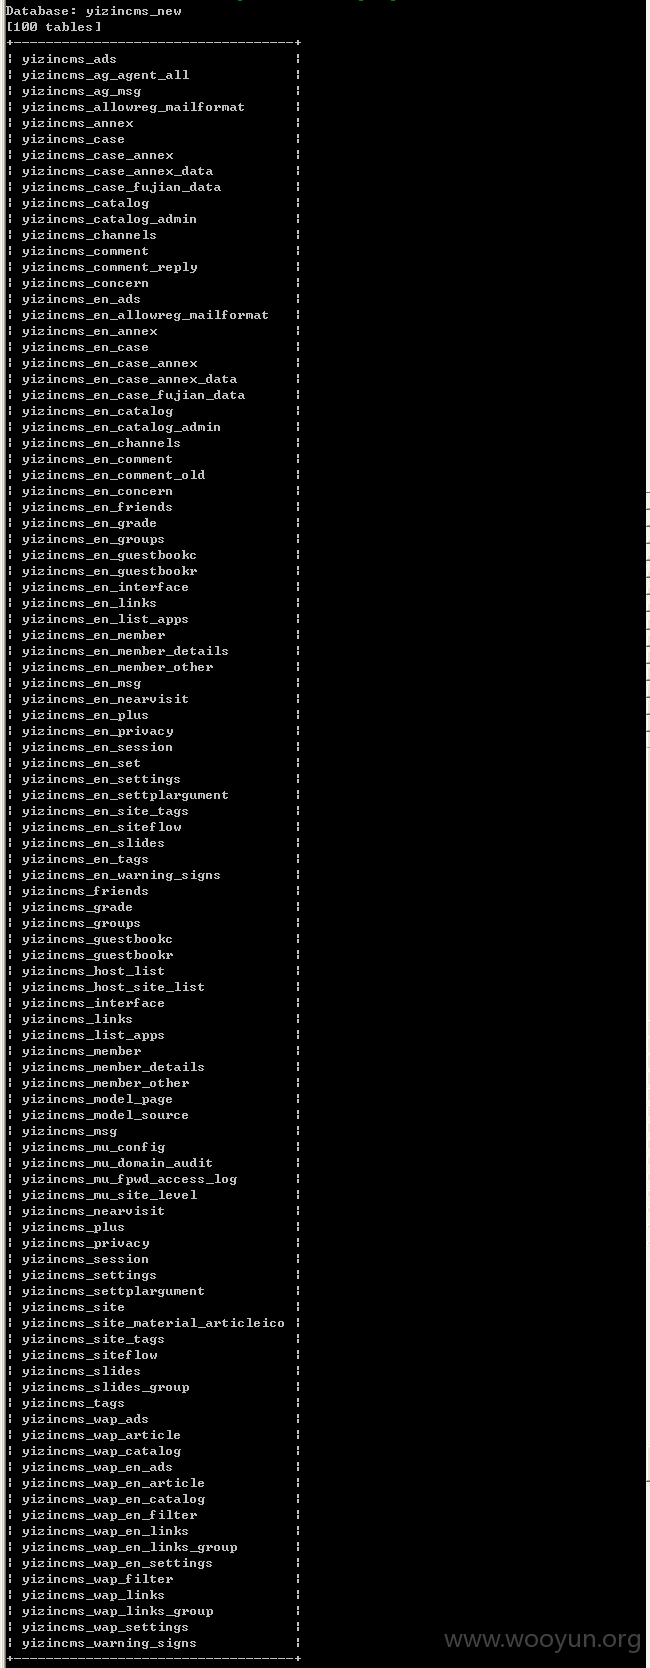 Database: yizincms_new
[100 tables]
+-----------------------------------+
| yizincms_ads |
| yizincms_ag_agent_all |
| yizincms_ag_msg |
| yizincms_allowreg_mailformat |
| yizincms_annex |
| yizincms_case |
| yizincms_case_annex |
| yizincms_case_annex_data |
| yizincms_case_fujian_data |
| yizincms_catalog |
| yizincms_catalog_admin |
| yizincms_channels |
| yizincms_comment |
| yizincms_comment_reply |
| yizincms_concern |
| yizincms_en_ads |
| yizincms_en_allowreg_mailformat |
| yizincms_en_annex |
| yizincms_en_case |
| yizincms_en_case_annex |
| yizincms_en_case_annex_data |
| yizincms_en_case_fujian_data |
| yizincms_en_catalog |
| yizincms_en_catalog_admin |
| yizincms_en_channels |
| yizincms_en_comment |
| yizincms_en_comment_old |
| yizincms_en_concern |
| yizincms_en_friends |
| yizincms_en_grade |
| yizincms_en_groups |
| yizincms_en_guestbookc |
| yizincms_en_guestbookr |
| yizincms_en_interface |
| yizincms_en_links |
| yizincms_en_list_apps |
| yizincms_en_member |
| yizincms_en_member_details |
| yizincms_en_member_other |
| yizincms_en_msg |
| yizincms_en_nearvisit |
| yizincms_en_plus |
| yizincms_en_privacy |
| yizincms_en_session |
| yizincms_en_set |
| yizincms_en_settings |
| yizincms_en_settplargument |
| yizincms_en_site_tags |
| yizincms_en_siteflow |
| yizincms_en_slides |
| yizincms_en_tags |
| yizincms_en_warning_signs |
| yizincms_friends |
| yizincms_grade |
| yizincms_groups |
| yizincms_guestbookc |
| yizincms_guestbookr |
| yizincms_host_list |
| yizincms_host_site_list |
| yizincms_interface |
| yizincms_links |
| yizincms_list_apps |
| yizincms_member |
| yizincms_member_details |
| yizincms_member_other |
| yizincms_model_page |
| yizincms_model_source |
| yizincms_msg |
| yizincms_mu_config |
| yizincms_mu_domain_audit |
| yizincms_mu_fpwd_access_log |
| yizincms_mu_site_level |
| yizincms_nearvisit |
| yizincms_plus |
| yizincms_privacy |
| yizincms_session |
| yizincms_settings |
| yizincms_settplargument |
| yizincms_site |
| yizincms_site_material_articleico |
| yizincms_site_tags |
| yizincms_siteflow |
| yizincms_slides |
| yizincms_slides_group |
| yizincms_tags |
| yizincms_wap_ads |
| yizincms_wap_article |
| yizincms_wap_catalog |
| yizincms_wap_en_ads |
| yizincms_wap_en_article |
| yizincms_wap_en_catalog |
| yizincms_wap_en_filter |
| yizincms_wap_en_links |
| yizincms_wap_en_links_group |
| yizincms_wap_en_settings |
| yizincms_wap_filter |
| yizincms_wap_links |
| yizincms_wap_links_group |
| yizincms_wap_settings |
| yizincms_warning_signs |
+-----------------------------------+
www.wooyun.org